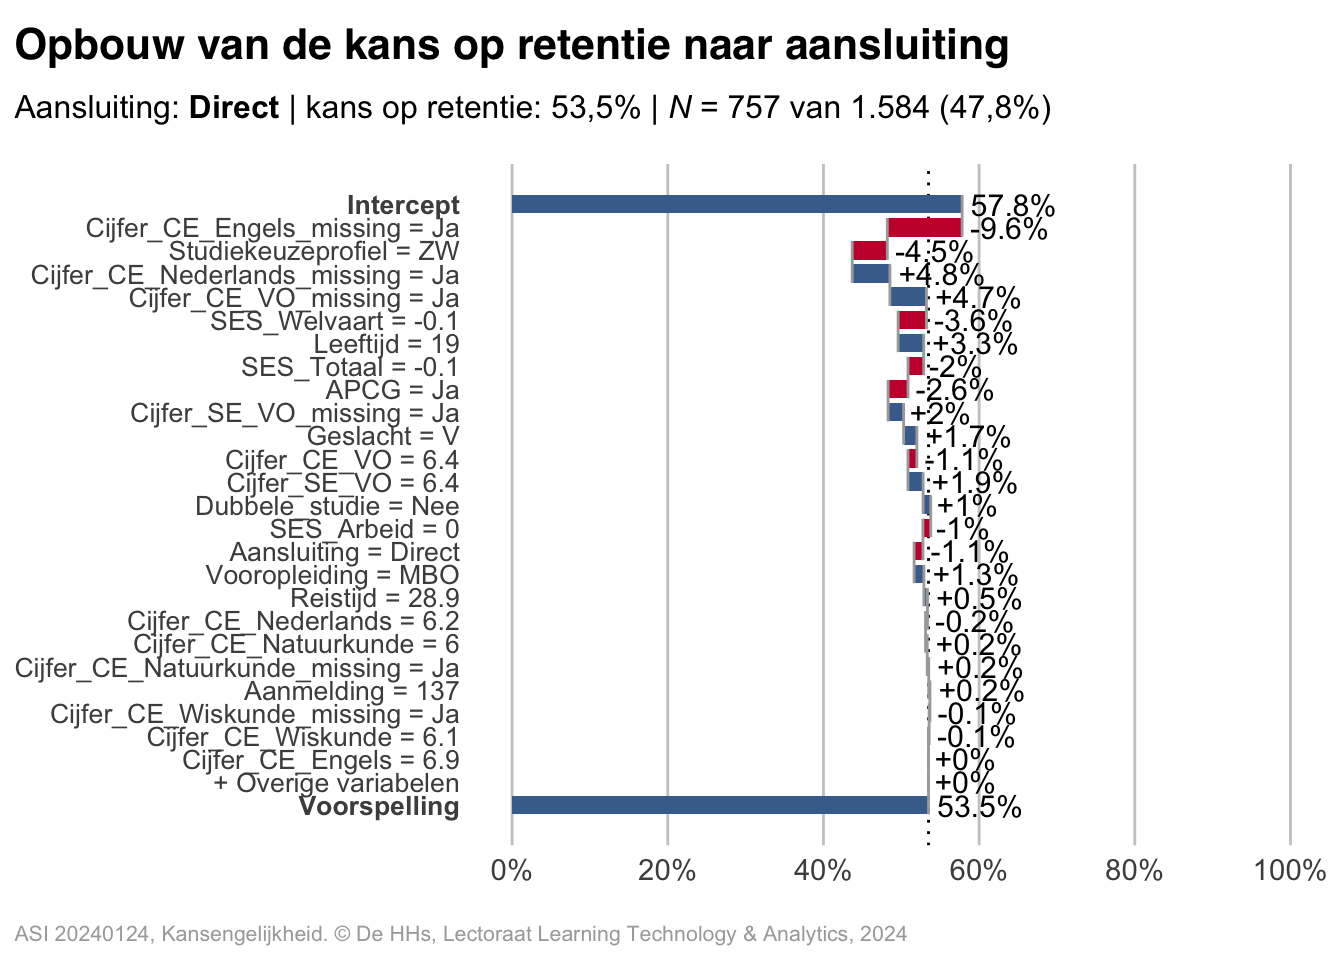 Opbouw van de kans op retentie naar aansluiting
Aansluiting: Direct | kans op retentie: 53,5% | N = 757 van 1.584 (47,8%)
Intercept 57.8%
Cijfer_CE_Engels_missing = Ja -9.6%
Studiekeuzeprofiel = ZW -4.5%
Cijfer_CE_Nederlands_missing = Ja +4.8%
Cijfer_CE_VO_missing = Ja +4.7%
SES_Welvaart = -0.1 -3.6%
Leeftijd = 19 +3.3%
SES_Totaal = -0.1 -2%
APCG = Ja -2.6%
Cijfer_SE_VO_missing = Ja +2%
Geslacht = V +1.7%
Cijfer_CE_VO = 6.4 -1.1%
Cijfer_SE_VO = 6.4 +1.9%
Dubbele_studie = Nee +1%
SES_Arbeid = 0 -1%
Aansluiting = Direct -1.1%
Vooropleiding = MBO +1.3%
Reistijd = 28.9 +0.5%
Cijfer_CE_Nederlands = 6.2 -0.2%
Cijfer_CE_Natuurkunde = 6 +0.2%
Cijfer_CE_Natuurkunde_missing = Ja +0.2%
Aanmelding = 137 +0.2%
Cijfer_CE_Wiskunde_missing = Ja -0.1%
Cijfer_CE_Wiskunde = 6.1 -0.1%
Cijfer_CE_Engels = 6.9 +0%
+ Overige variabelen +0%
Voorspelling 53.5%
0% 20% 40% 60% 80% 100%
ASI 20240124, Kansengelijkheid. © De HHs, Lectoraat Learning Technology & Analytics, 2024